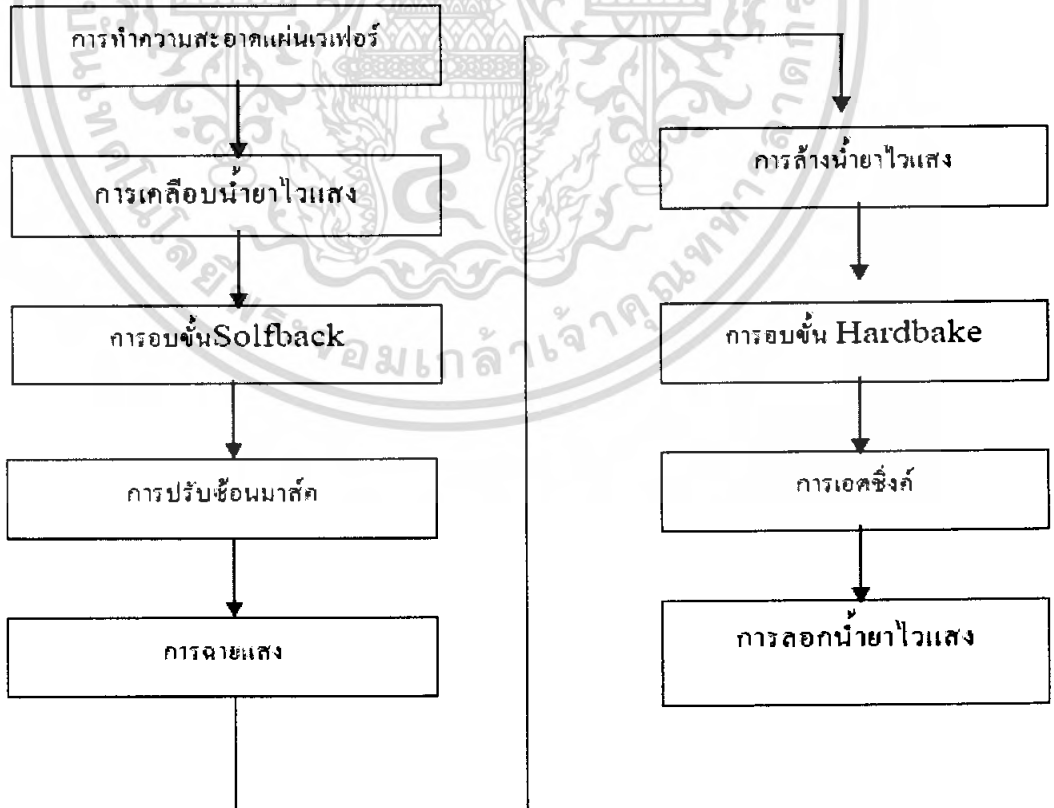 การทำความสะอาดแผ่นเวเฟอร์
การเคลือบน้ำยาไวแสง
การอบขั้นSolfback
การปรับซ้อนมาส์ค
การฉายแสง
การล้างน้ำยาไวแสง
การอบขั้น Hardbake
การเอตชิ่งค์
การลอกน้ำยาไวแสง